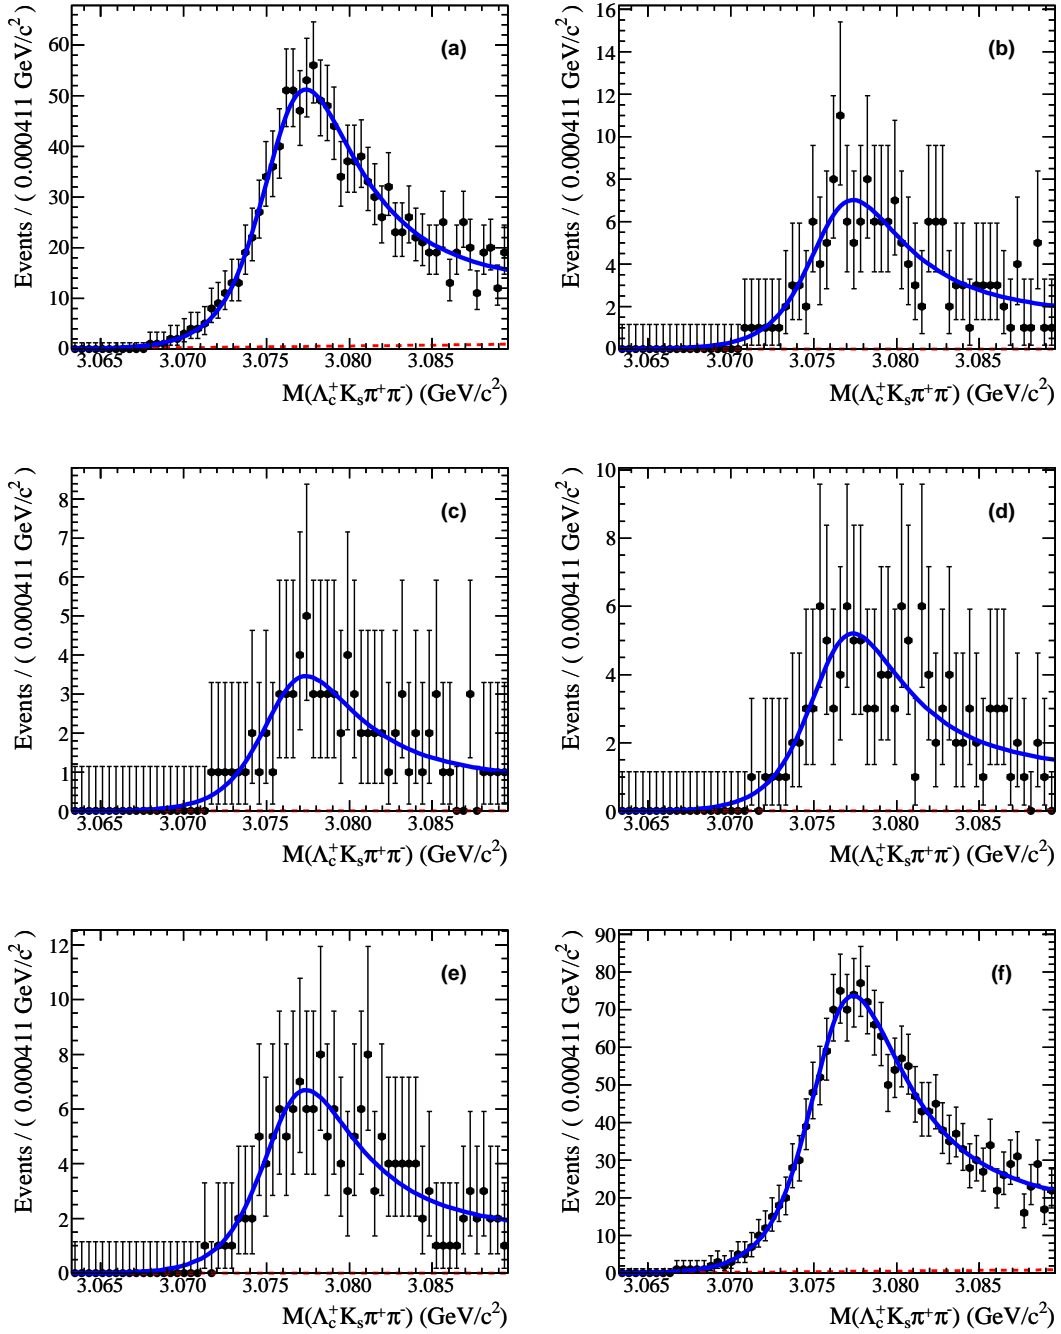 Events / ( 0.000411 GeV/c² )
60
50
40
30
20
10
0
(a)
3.065 3.070 3.075 3.080 3.085
M(Λc⁺Ksπ⁺π⁻) (GeV/c²)
Events / ( 0.000411 GeV/c² )
16
14
12
10
8
6
4
2
0
(b)
3.065 3.070 3.075 3.080 3.085
M(Λc⁺Ksπ⁺π⁻) (GeV/c²)
Events / ( 0.000411 GeV/c² )
8
7
6
5
4
3
2
1
0
(c)
3.065 3.070 3.075 3.080 3.085
M(Λc⁺Ksπ⁺π⁻) (GeV/c²)
Events / ( 0.000411 GeV/c² )
10
8
6
4
2
0
(d)
3.065 3.070 3.075 3.080 3.085
M(Λc⁺Ksπ⁺π⁻) (GeV/c²)
Events / ( 0.000411 GeV/c² )
12
10
8
6
4
2
0
(e)
3.065 3.070 3.075 3.080 3.085
M(Λc⁺Ksπ⁺π⁻) (GeV/c²)
Events / ( 0.000411 GeV/c² )
90
80
70
60
50
40
30
20
10
0
(f)
3.065 3.070 3.075 3.080 3.085
M(Λc⁺Ksπ⁺π⁻) (GeV/c²)